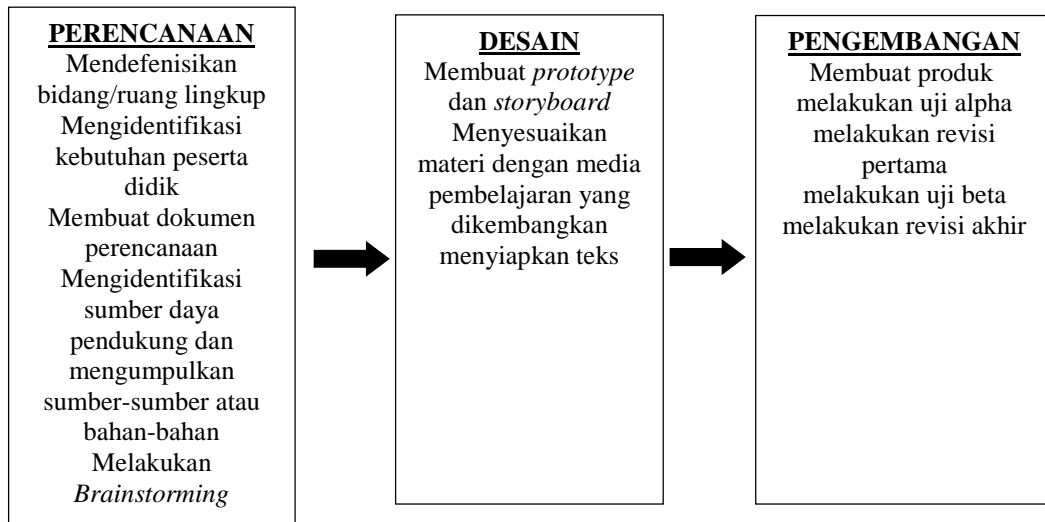 PERENCANAAN
Mendefenisikan
bidang/ruang lingkup
Mengidentifikasi
kebutuhan peserta
didik
Membuat dokumen
perencanaan
Mengidentifikasi
sumber daya
pendukung dan
mengumpulkan
sumber-sumber atau
bahan-bahan
Melakukan
Brainstorming
DESAIN
Membuat prototype
dan storyboard
Menyesuaikan
materi dengan media
pembelajaran yang
dikembangkan
menyiapkan teks
PENGEMBANGAN
Membuat produk
melakukan uji alpha
melakukan revisi
pertama
melakukan uji beta
melakukan revisi akhir